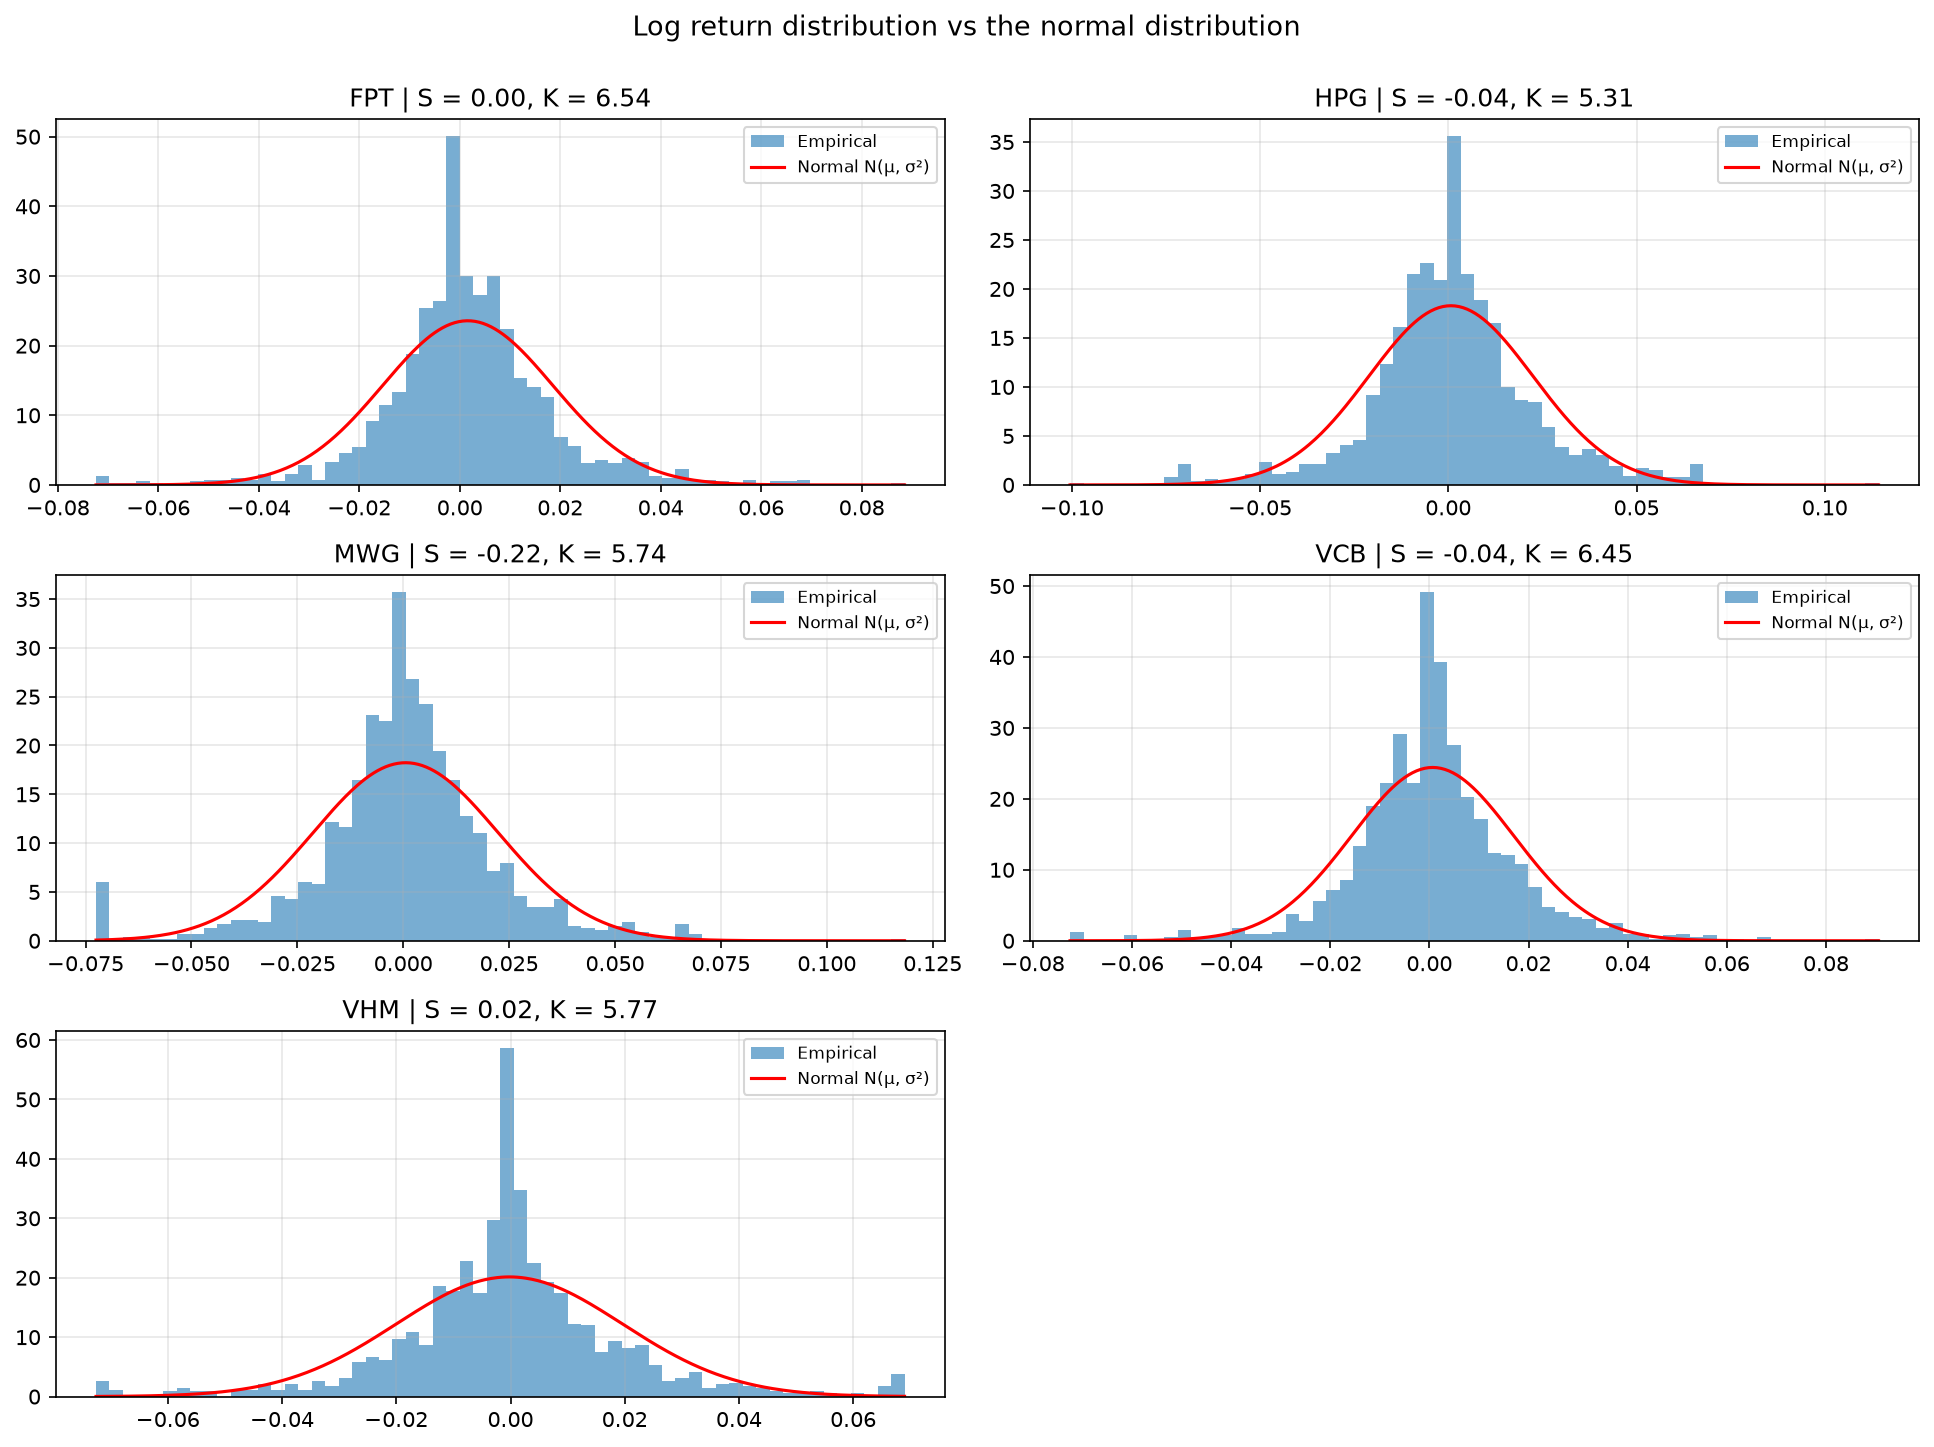 Log return distribution vs the normal distribution
FPT | S = 0.00, K = 6.54
50
40
30
20
10
0
Empirical
Normal N(μ, σ²)
−0.08 −0.06 −0.04 −0.02 0.00 0.02 0.04 0.06 0.08
HPG | S = -0.04, K = 5.31
35
30
25
20
15
10
5
0
Empirical
Normal N(μ, σ²)
−0.10 −0.05 0.00 0.05 0.10
MWG | S = -0.22, K = 5.74
35
30
25
20
15
10
5
0
Empirical
Normal N(μ, σ²)
−0.075 −0.050 −0.025 0.000 0.025 0.050 0.075 0.100 0.125
VCB | S = -0.04, K = 6.45
50
40
30
20
10
0
Empirical
Normal N(μ, σ²)
−0.08 −0.06 −0.04 −0.02 0.00 0.02 0.04 0.06 0.08
VHM | S = 0.02, K = 5.77
60
50
40
30
20
10
0
Empirical
Normal N(μ, σ²)
−0.06 −0.04 −0.02 0.00 0.02 0.04 0.06